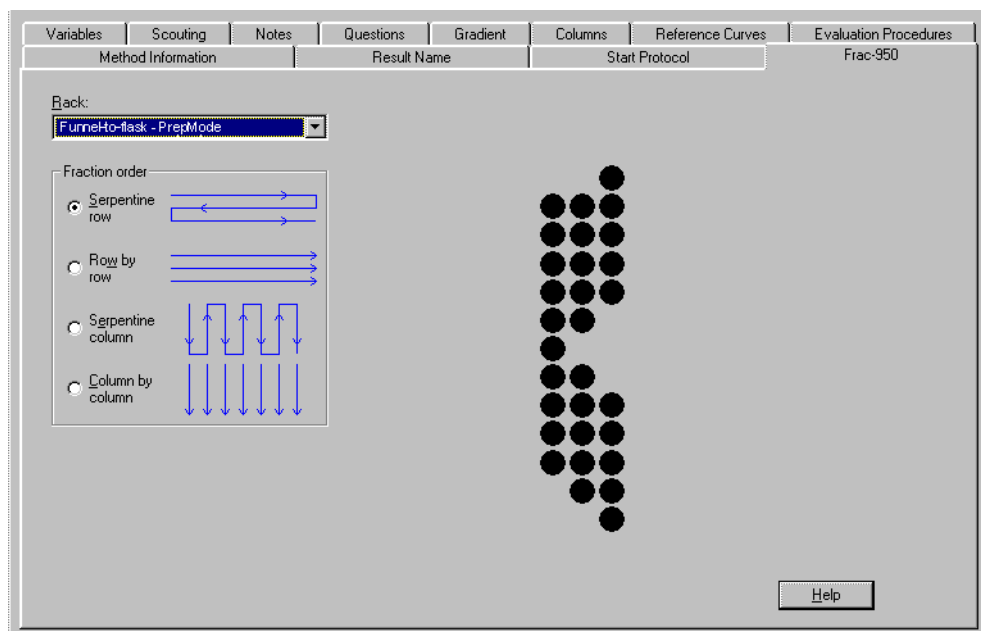 Variables Scouting Notes Questions Gradient Columns Reference Curves Evaluation Procedures
Method Information Result Name Start Protocol Frac-950
Rack:
Funnel-to-flask - PrepMode
Fraction order
Serpentine
row
Row by
row
Serpentine
column
Column by
column
Help